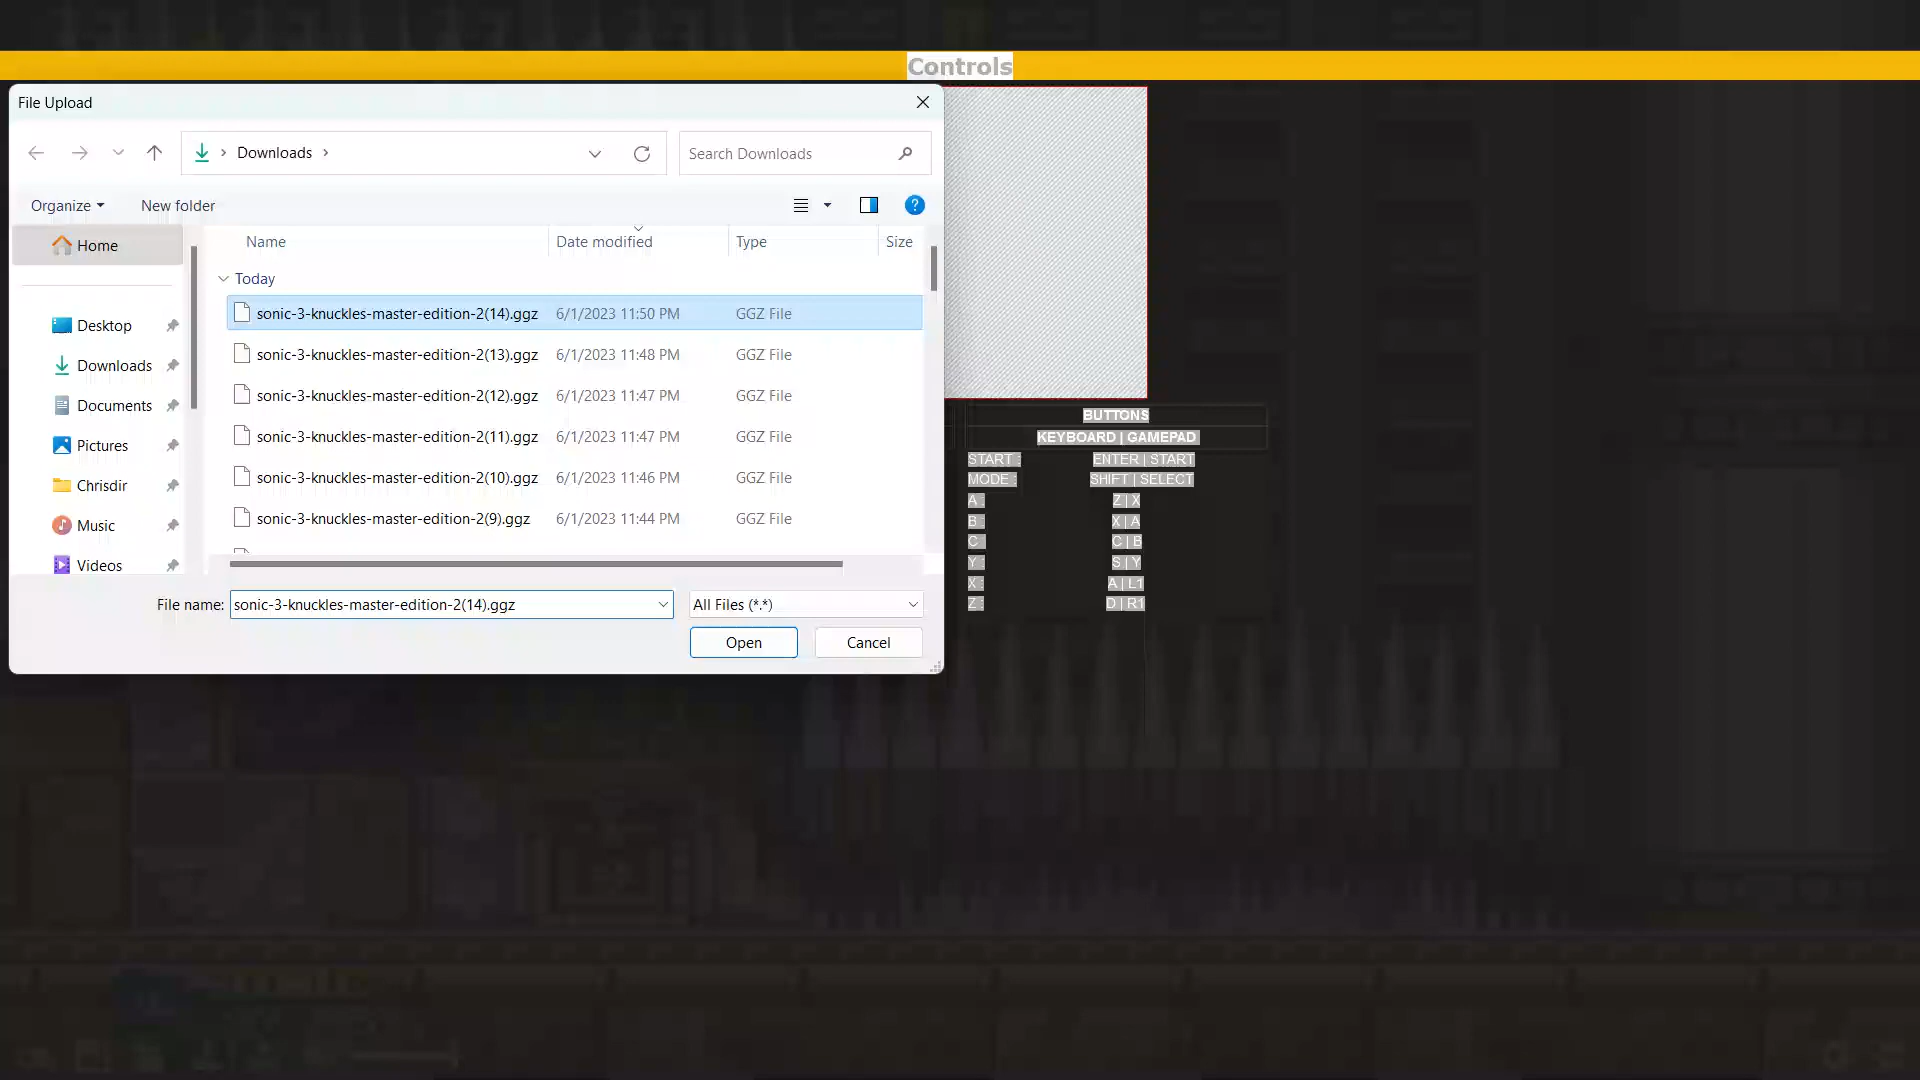 Controls
File Upload
Downloads
Search Downloads
Organize
New folder
Home
Desktop
Downloads
Documents
Pictures
Chrisdir
Music
Videos
Name
Date modified
Type
Size
Today
sonic-3-knuckles-master-edition-2(14).ggz 6/1/2023 11:50 PM GGZ File
sonic-3-knuckles-master-edition-2(13).ggz 6/1/2023 11:48 PM GGZ File
sonic-3-knuckles-master-edition-2(12).ggz 6/1/2023 11:47 PM GGZ File
sonic-3-knuckles-master-edition-2(11).ggz 6/1/2023 11:47 PM GGZ File
sonic-3-knuckles-master-edition-2(10).ggz 6/1/2023 11:46 PM GGZ File
sonic-3-knuckles-master-edition-2(9).ggz 6/1/2023 11:44 PM GGZ File
File name: sonic-3-knuckles-master-edition-2(14).ggz
All Files (*.*)
Open
Cancel
BUTTONS
KEYBOARD | GAMEPAD
START : ENTER | START
MODE : SHIFT | SELECT
A : Z | X
B : X | A
C : C | B
Y : S | Y
X : A | L1
Z : D | R1